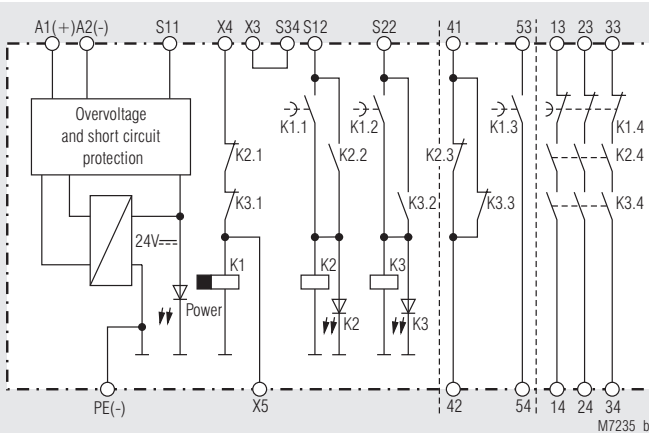 A1(+) A2(-) S11 X4 X3 S34 S12 S22 41 53 13 23 33
Overvoltage
and short circuit
protection
K1.1 K1.2 K1.3 K1.4
K2.1 K2.2 K2.3 K2.4
K3.1 K3.2 K3.3 K3.4
24V
K1 K2 K3
Power K2 K3
PE(-) X5 42 54 14 24 34
M7235 b